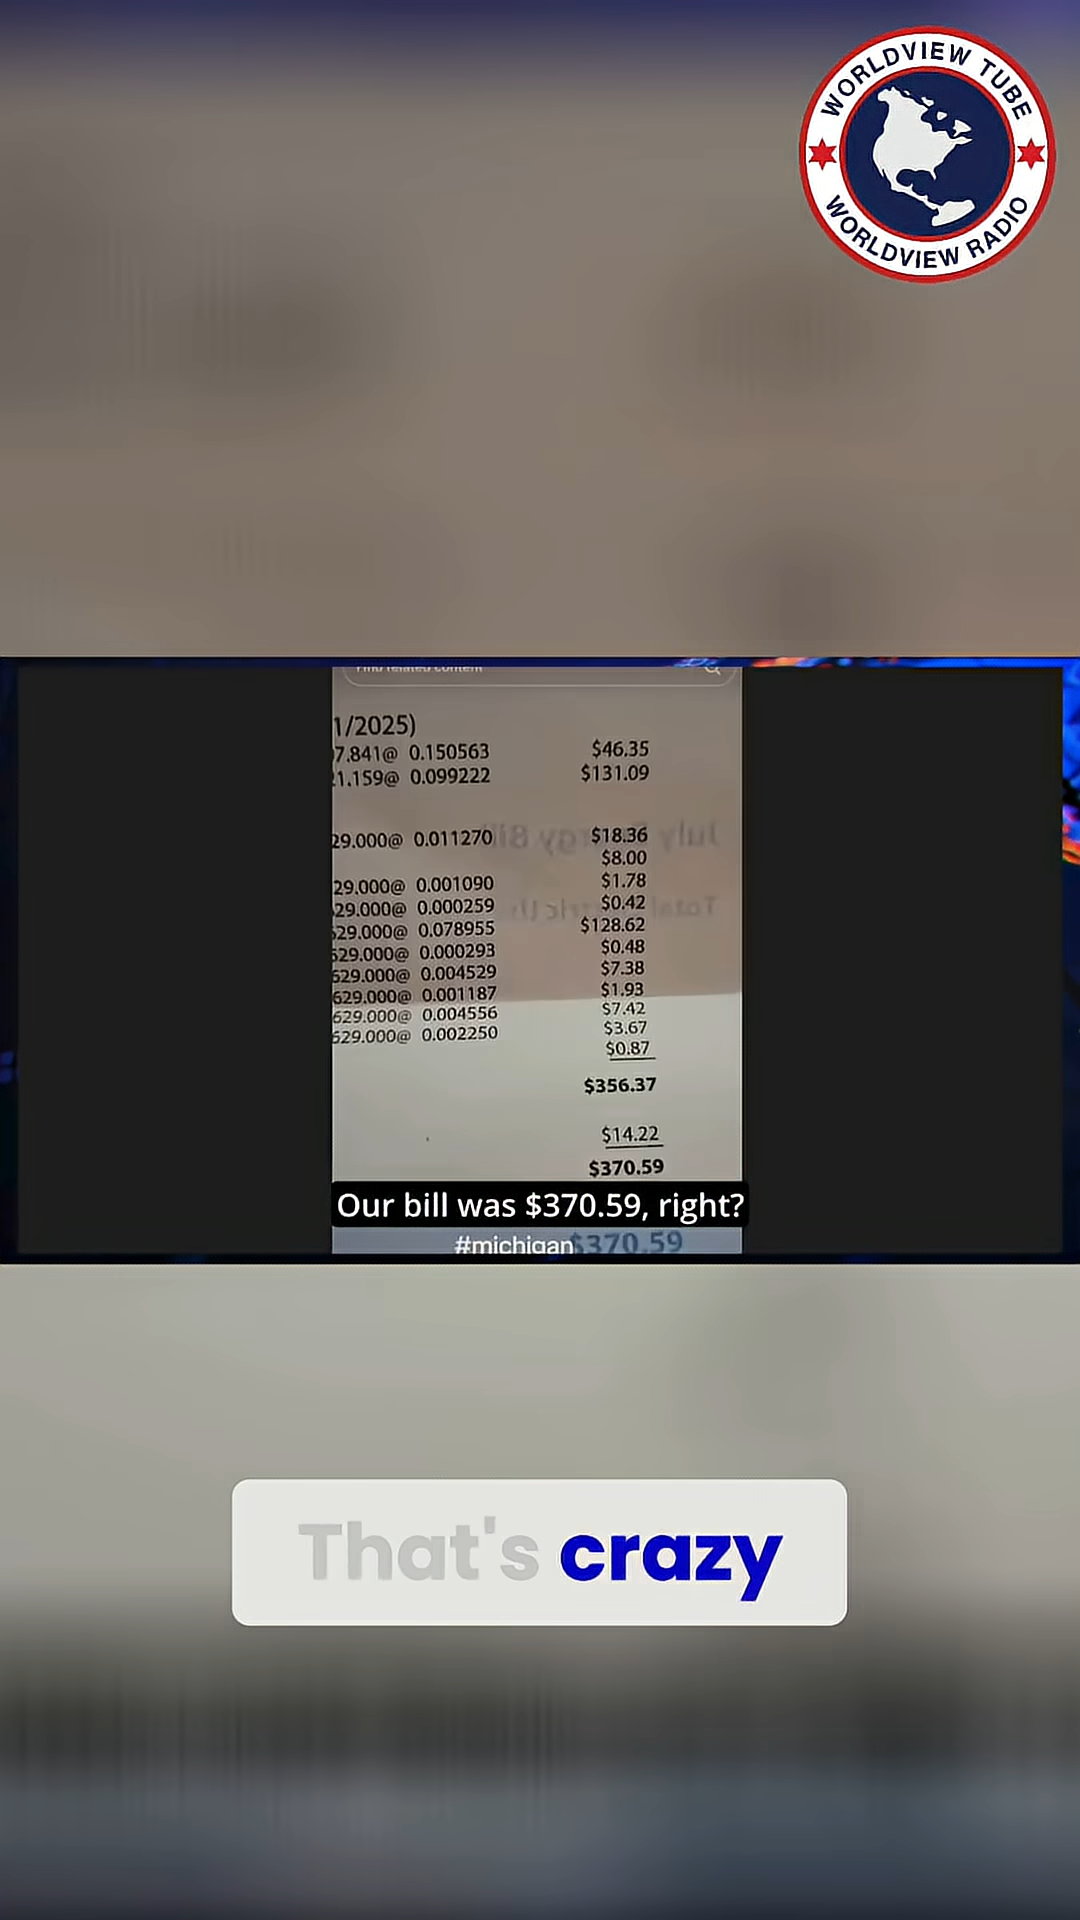 WORLDVIEW TUBE
WORLDVIEW RADIO
Find related content
1/2025)
7.841@ 0.150563 $46.35
1.159@ 0.099222 $131.09
29.000@ 0.011270 $18.36
$8.00
29.000@ 0.001090 $1.78
29.000@ 0.000259 $0.42
629.000@ 0.078955 $128.62
629.000@ 0.000293 $0.48
629.000@ 0.004529 $7.38
629.000@ 0.001187 $1.93
629.000@ 0.004556 $7.42
629.000@ 0.002250 $3.67
$0.87
$356.37
$14.22
$370.59
Our bill was $370.59, right?
#michigan $370.59
That's crazy